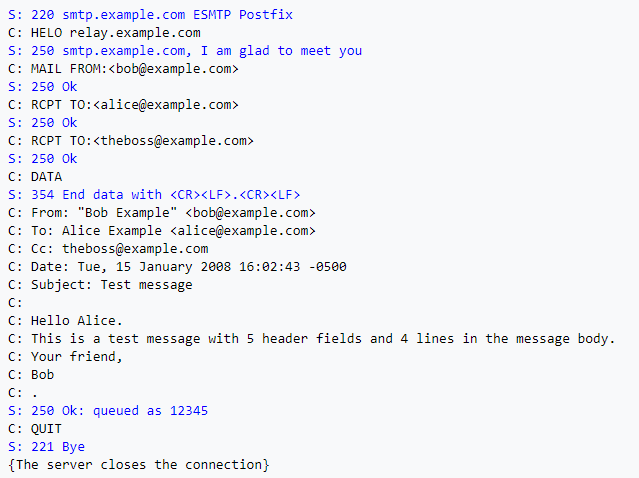 S: 220 smtp.example.com ESMTP Postfix
C: HELO relay.example.com
S: 250 smtp.example.com, I am glad to meet you
C: MAIL FROM:<bob@example.com>
S: 250 Ok
C: RCPT TO:<alice@example.com>
S: 250 Ok
C: RCPT TO:<theboss@example.com>
S: 250 Ok
C: DATA
S: 354 End data with <CR><LF>.<CR><LF>
C: From: "Bob Example" <bob@example.com>
C: To: Alice Example <alice@example.com>
C: Cc: theboss@example.com
C: Date: Tue, 15 January 2008 16:02:43 -0500
C: Subject: Test message
C:
C: Hello Alice.
C: This is a test message with 5 header fields and 4 lines in the message body.
C: Your friend,
C: Bob
C: .
S: 250 Ok: queued as 12345
C: QUIT
S: 221 Bye
{The server closes the connection}